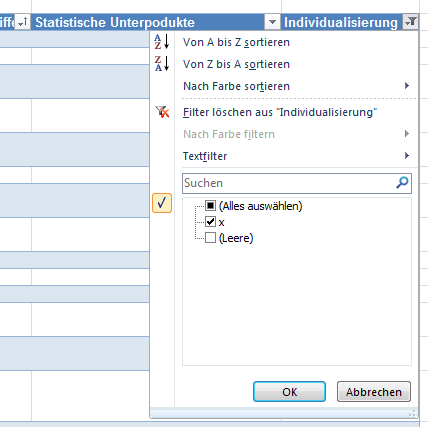 iffe Statistische Unterpodukte Individualisierung
Von A bis Z sortieren
Von Z bis A sortieren
Nach Farbe sortieren
Filter löschen aus "Individualisierung"
Nach Farbe filtern
Textfilter
Suchen
(Alles auswählen)
x
(Leere)
OK Abbrechen